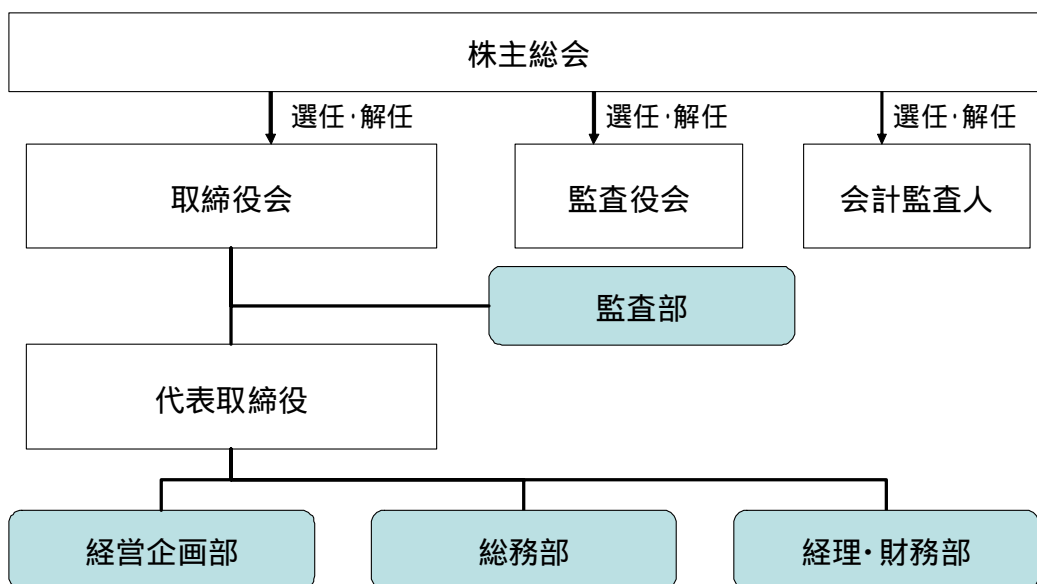 株主総会
選任･解任
選任･解任
選任･解任
取締役会
監査役会
会計監査人
監査部
代表取締役
経営企画部
総務部
経理･財務部